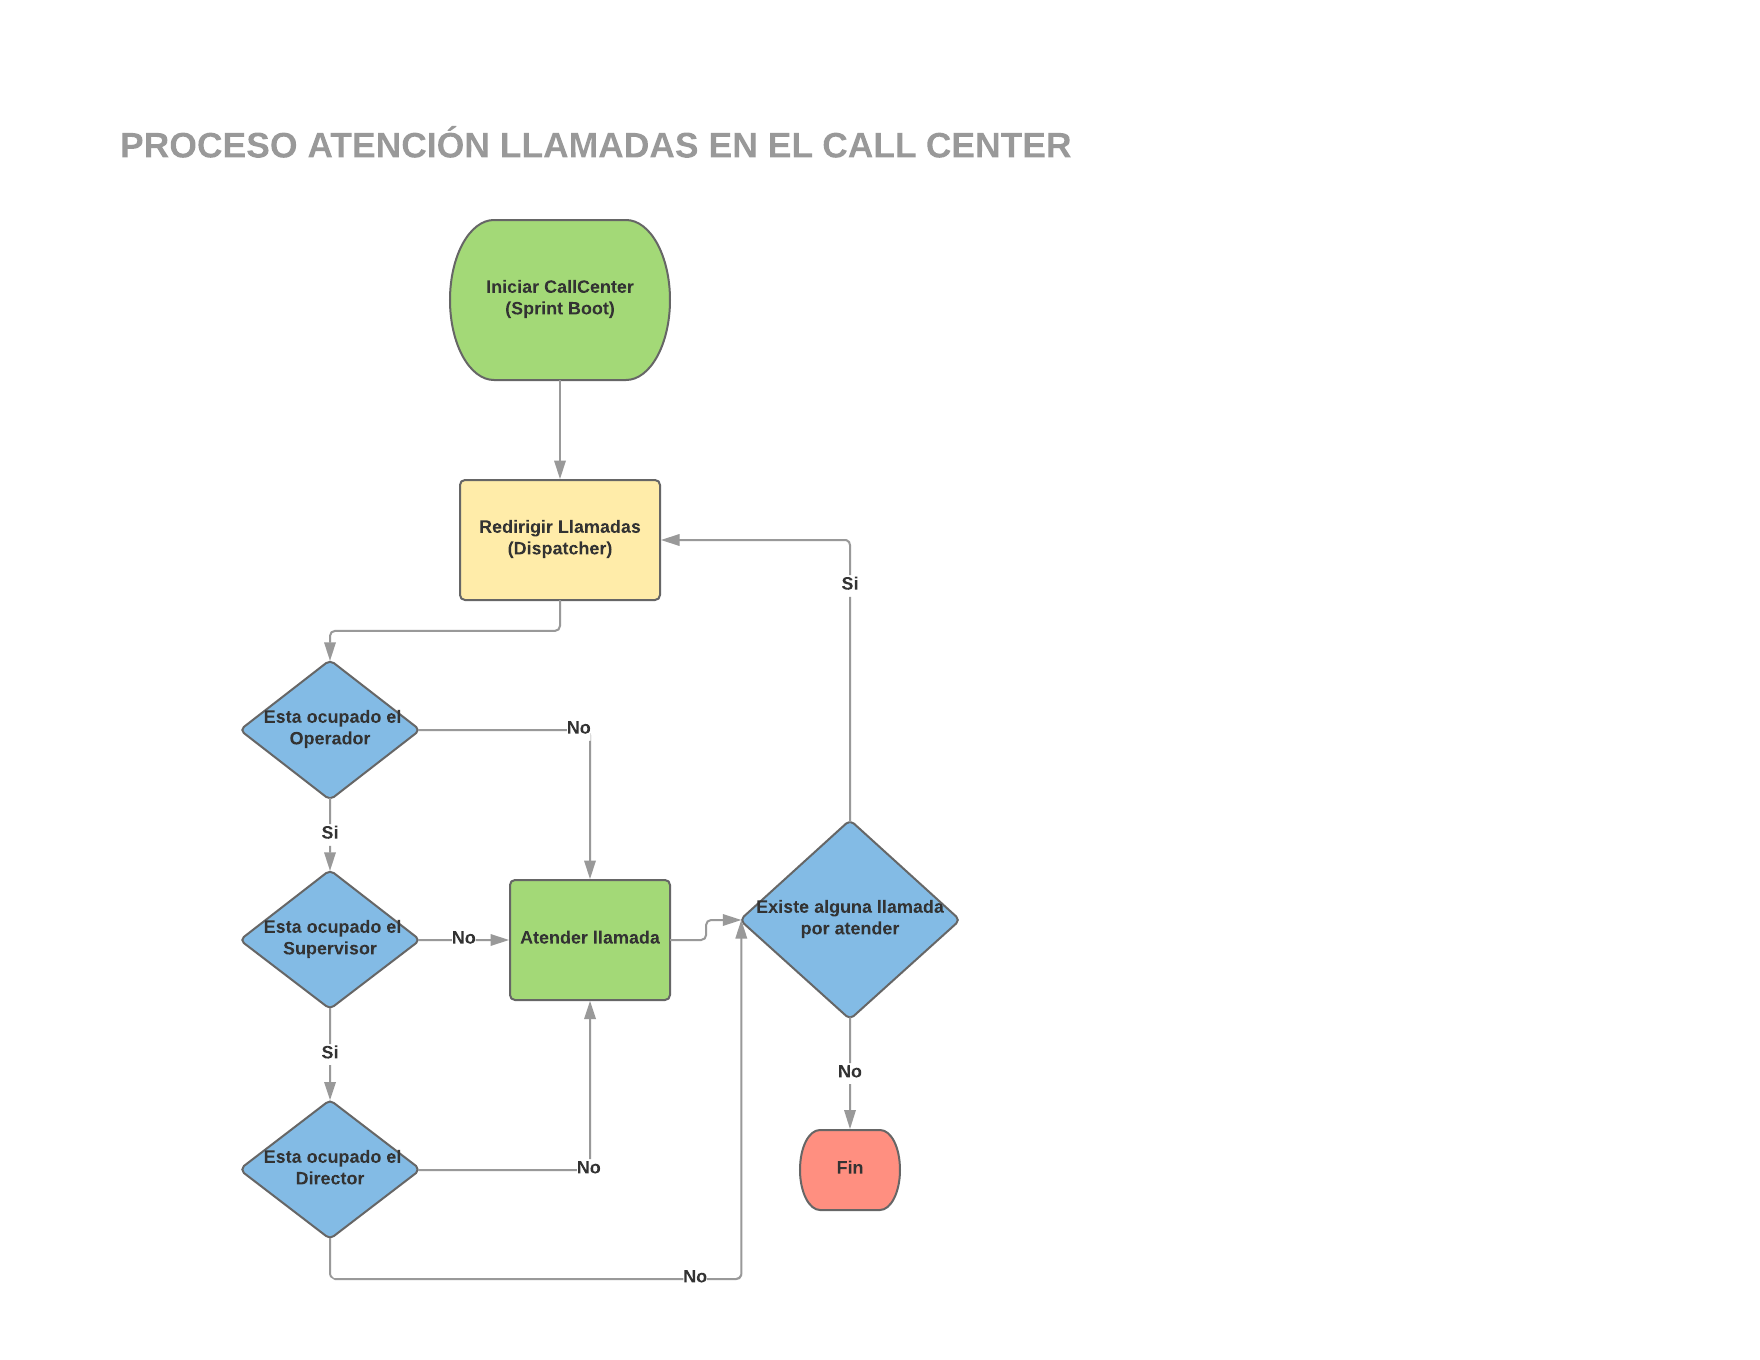 PROCESO ATENCIÓN LLAMADAS EN EL CALL CENTER
Iniciar CallCenter
(Sprint Boot)
Redirigir Llamadas
(Dispatcher)
Si
Esta ocupado el
Operador
No
Si
Esta ocupado el
Supervisor
No
Atender llamada
Existe alguna llamada
por atender
Si
No
Esta ocupado el
Director
No
Fin
No